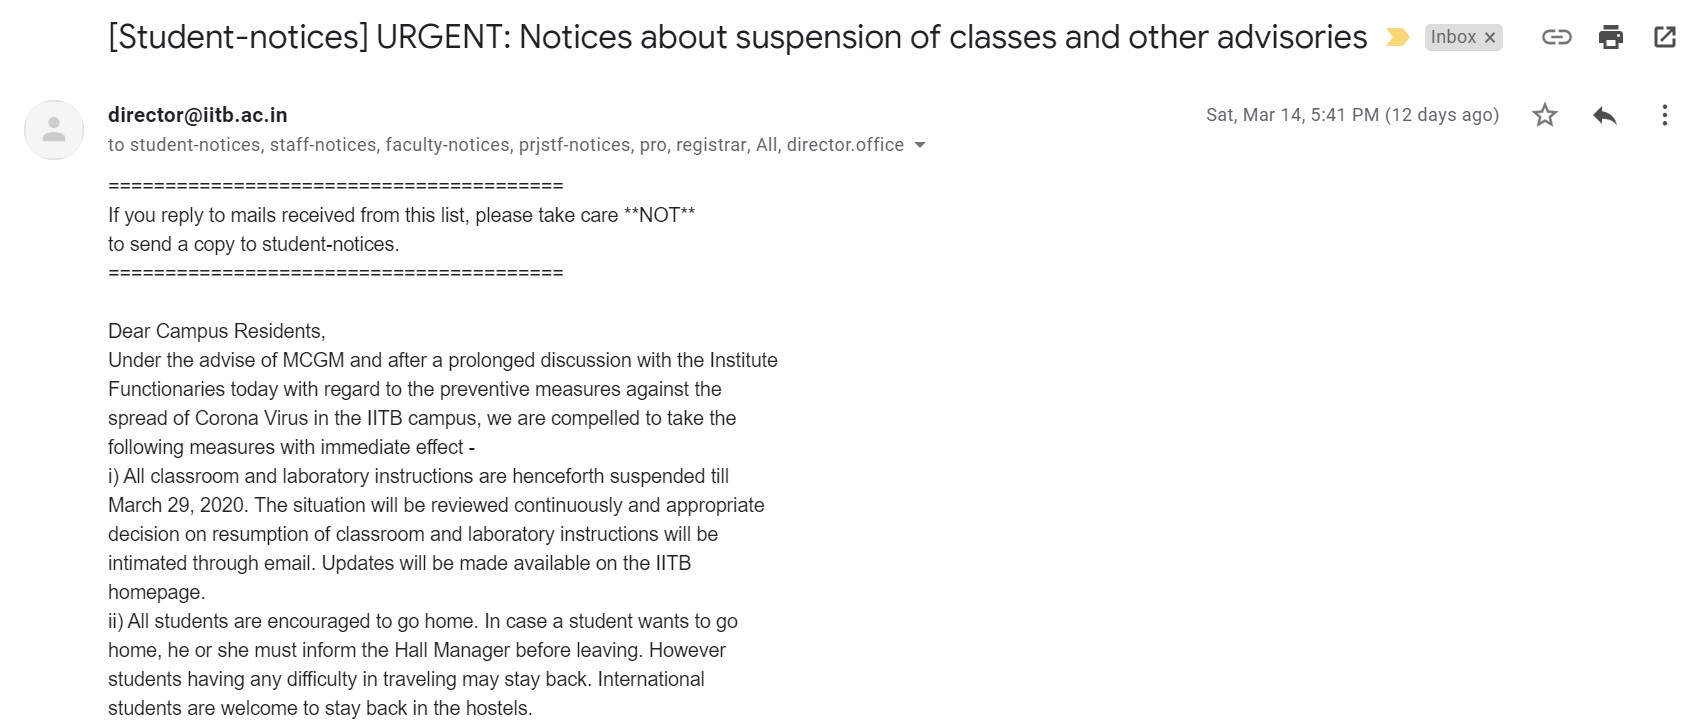 [Student-notices] URGENT: Notices about suspension of classes and other advisories
Inbox ×
director@iitb.ac.in
Sat, Mar 14, 5:41 PM (12 days ago)
to student-notices, staff-notices, faculty-notices, prjstf-notices, pro, registrar, All, director.office
========================================
If you reply to mails received from this list, please take care **NOT**
to send a copy to student-notices.
========================================
Dear Campus Residents,
Under the advise of MCGM and after a prolonged discussion with the Institute
Functionaries today with regard to the preventive measures against the
spread of Corona Virus in the IITB campus, we are compelled to take the
following measures with immediate effect -
i) All classroom and laboratory instructions are henceforth suspended till
March 29, 2020. The situation will be reviewed continuously and appropriate
decision on resumption of classroom and laboratory instructions will be
intimated through email. Updates will be made available on the IITB
homepage.
ii) All students are encouraged to go home. In case a student wants to go
home, he or she must inform the Hall Manager before leaving. However
students having any difficulty in traveling may stay back. International
students are welcome to stay back in the hostels.